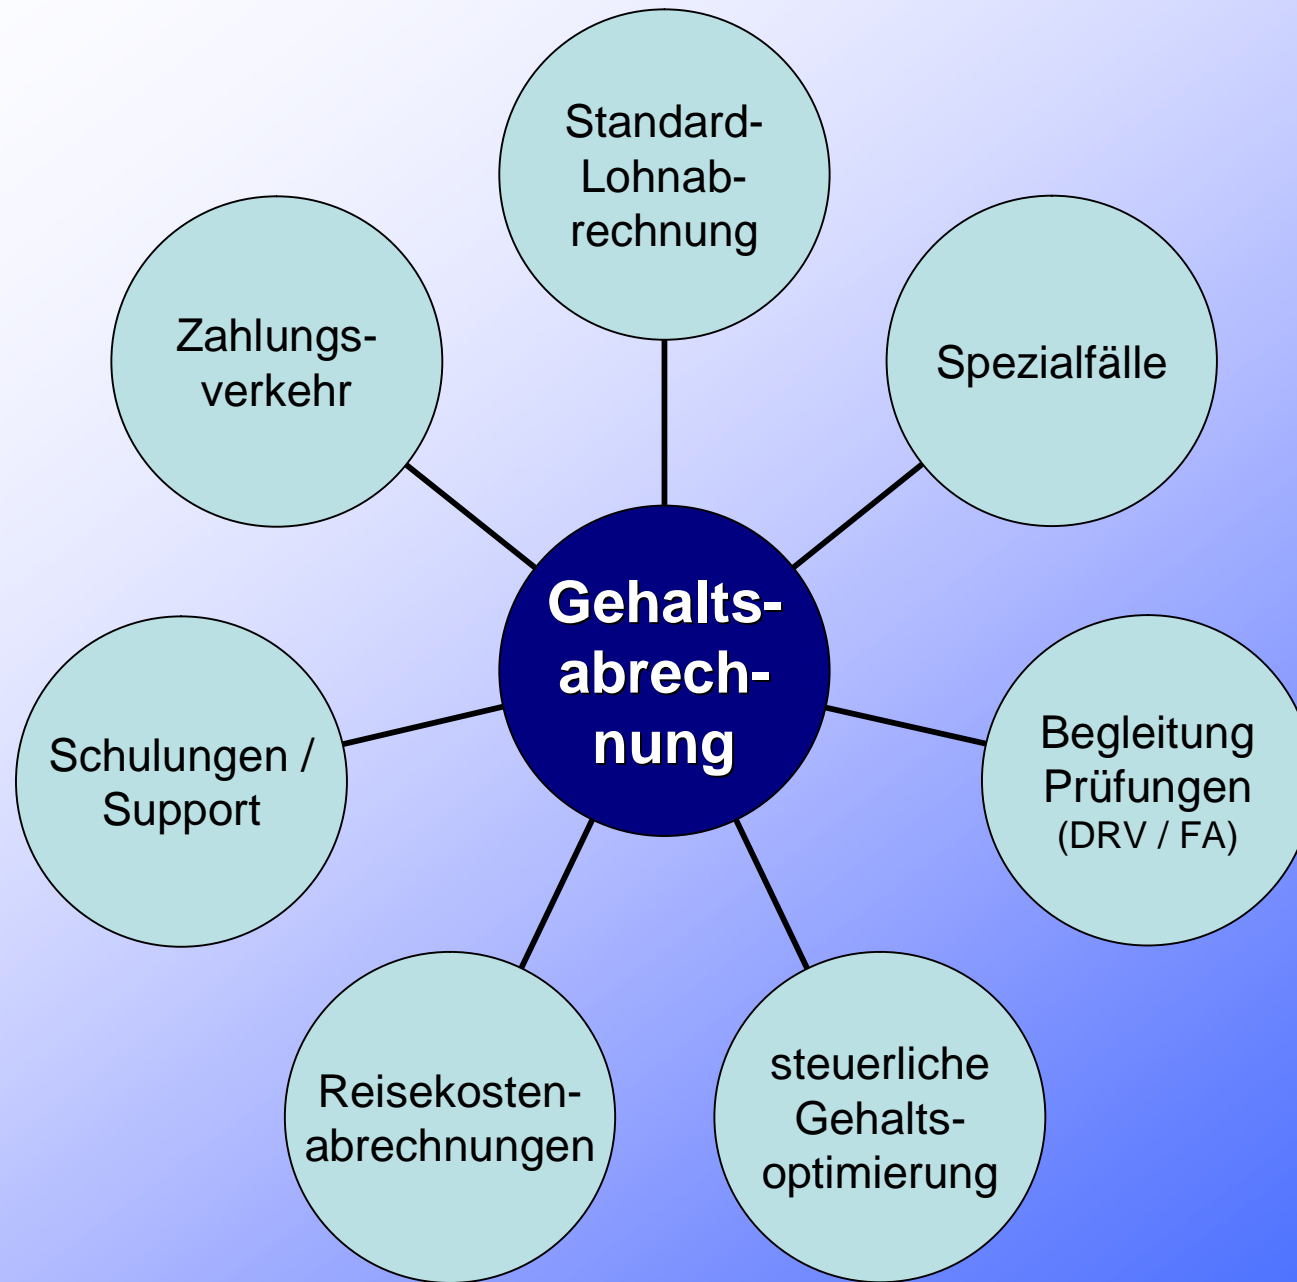 Standard-
Lohnab-
rechnung
Zahlungs-
verkehr
Spezialfälle
Gehalts-
abrech-
nung
Schulungen /
Support
Begleitung
Prüfungen
(DRV / FA)
Reisekosten-
abrechnungen
steuerliche
Gehalts-
optimierung